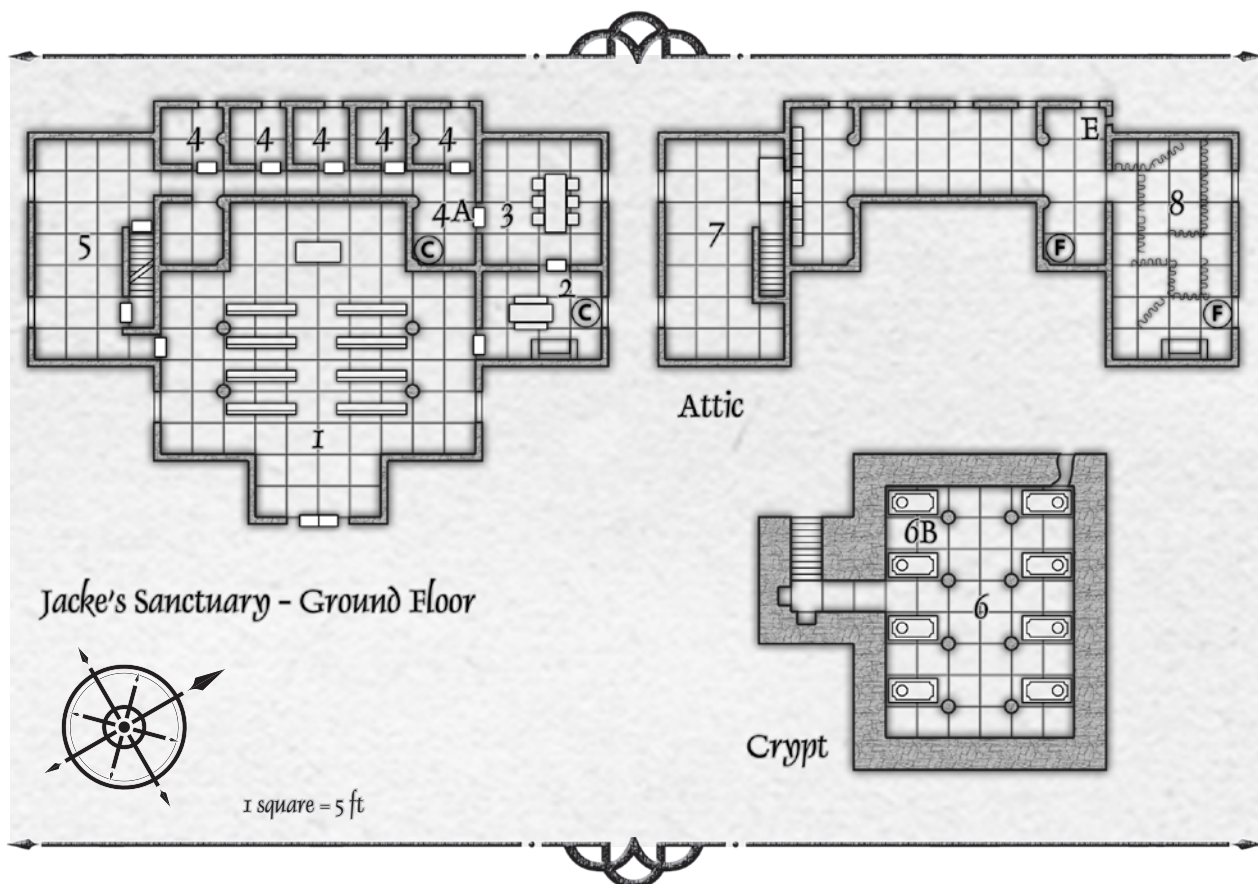 4 4 4 4 4
E
4A 3
8
5
7
C
F
2
C
F
Attic
1
6B
Jacke's Sanctuary – Ground Floor
6
Crypt
1 square = 5 ft